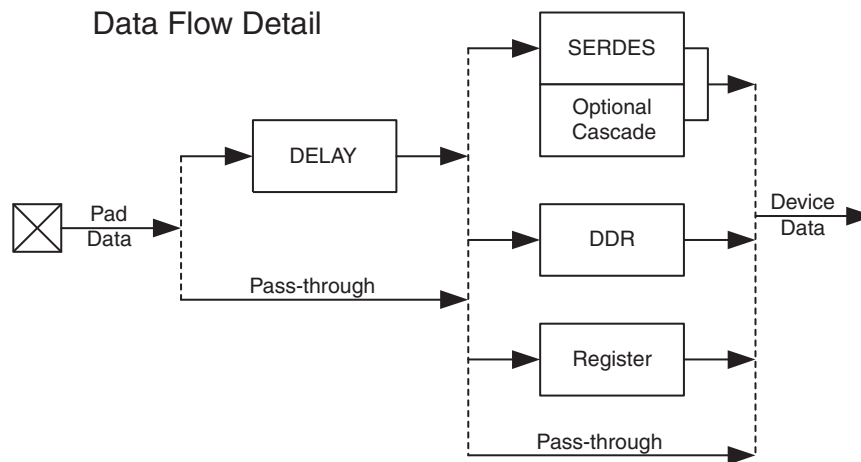 Data Flow Detail
SERDES
Optional
Cascade
DELAY
Pad
Data
Pass-through
DDR
Device
Data
Register
Pass-through